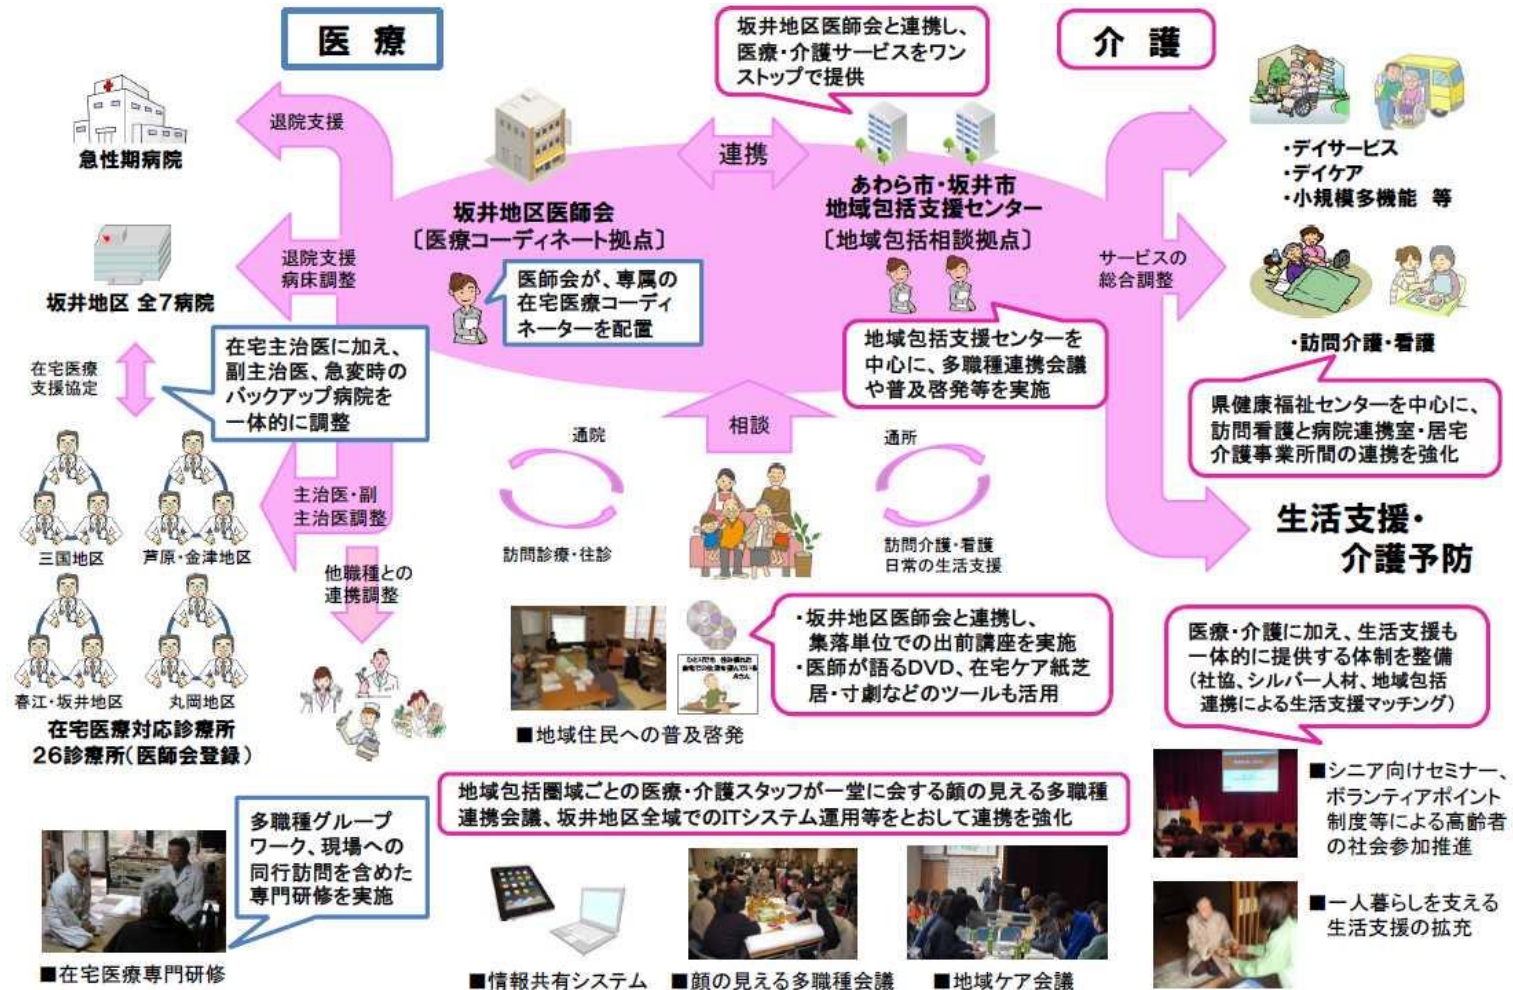 医 療
介 護
坂井地区医師会と連携し、
医療・介護サービスをワン
ストップで提供
退院支援
急性期病院
連携
坂井地区医師会
〔医療コーディネート拠点〕
あわら市・坂井市
地域包括支援センター
〔地域包括相談拠点〕
・デイサービス
・デイケア
・小規模多機能 等
退院支援
病床調整
坂井地区 全7病院
医師会が、専属の
在宅医療コーディ
ネーターを配置
サービスの
総合調整
地域包括支援センターを
中心に、多職種連携会議
や普及啓発等を実施
・訪問介護・看護
在宅医療
支援協定
在宅主治医に加え、
副主治医、急変時の
バックアップ病院を
一体的に調整
県健康福祉センターを中心に、
訪問看護と病院連携室・居宅
介護事業所間の連携を強化
相談
通院
訪問診療・往診
通所
訪問介護・看護
日常の生活支援
主治医・副
主治医調整
三国地区
芦原・金津地区
春江・坂井地区
丸岡地区
在宅医療対応診療所
26診療所(医師会登録)
他職種との
連携調整
生活支援・
介護予防
・坂井地区医師会と連携し、
集落単位での出前講座を実施
・医師が語るDVD、在宅ケア紙芝
居・寸劇などのツールも活用
■地域住民への普及啓発
医療・介護に加え、生活支援も
一体的に提供する体制を整備
(社協、シルバー人材、地域包括
連携による生活支援マッチング)
地域包括圏域ごとの医療・介護スタッフが一堂に会する顔の見える多職種
連携会議、坂井地区全域でのITシステム運用等をとおして連携を強化
■シニア向けセミナー、
ボランティアポイント
制度等による高齢者
の社会参加推進
多職種グループ
ワーク、現場への
同行訪問を含めた
専門研修を実施
■在宅医療専門研修
■情報共有システム
■顔の見える多職種会議
■地域ケア会議
■一人暮らしを支える
生活支援の拡充